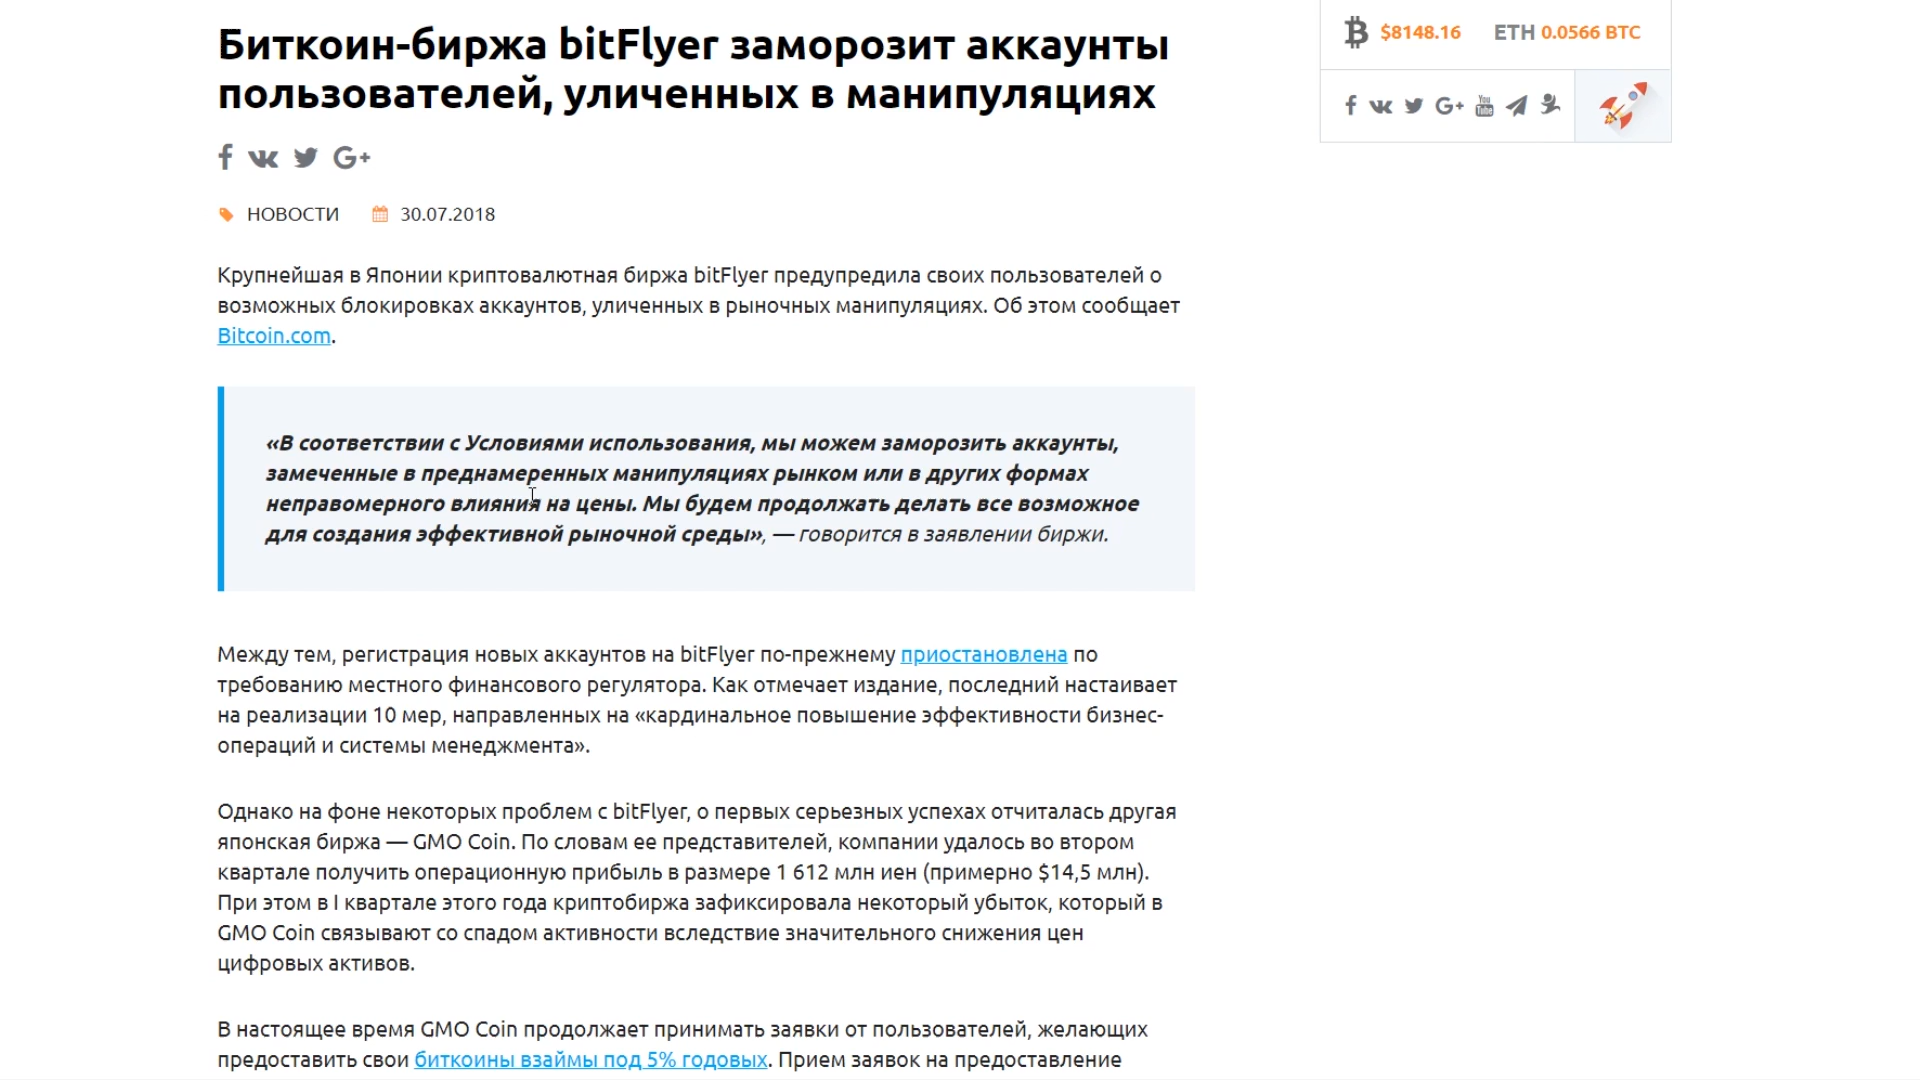 Биткоин-биржа bitFlyer заморозит аккаунты
пользователей, уличенных в манипуляциях
$8148.16 ETH 0.0566 BTC
НОВОСТИ 30.07.2018
Крупнейшая в Японии криптовалютная биржа bitFlyer предупредила своих пользователей о
возможных блокировках аккаунтов, уличенных в рыночных манипуляциях. Об этом сообщает
Bitcoin.com.
«В соответствии с Условиями использования, мы можем заморозить аккаунты,
замеченные в преднамеренных манипуляциях рынком или в других формах
неправомерного влияния на цены. Мы будем продолжать делать все возможное
для создания эффективной рыночной среды», — говорится в заявлении биржи.
Между тем, регистрация новых аккаунтов на bitFlyer по-прежнему приостановлена по
требованию местного финансового регулятора. Как отмечает издание, последний настаивает
на реализации 10 мер, направленных на «кардинальное повышение эффективности бизнес-
операций и системы менеджмента».
Однако на фоне некоторых проблем с bitFlyer, о первых серьезных успехах отчиталась другая
японская биржа — GMO Coin. По словам ее представителей, компании удалось во втором
квартале получить операционную прибыль в размере 1 612 млн иен (примерно $14,5 млн).
При этом в I квартале этого года криптобиржа зафиксировала некоторый убыток, который в
GMO Coin связывают со спадом активности вследствие значительного снижения цен
цифровых активов.
В настоящее время GMO Coin продолжает принимать заявки от пользователей, желающих
предоставить свои биткоины взаймы под 5% годовых. Прием заявок на предоставление